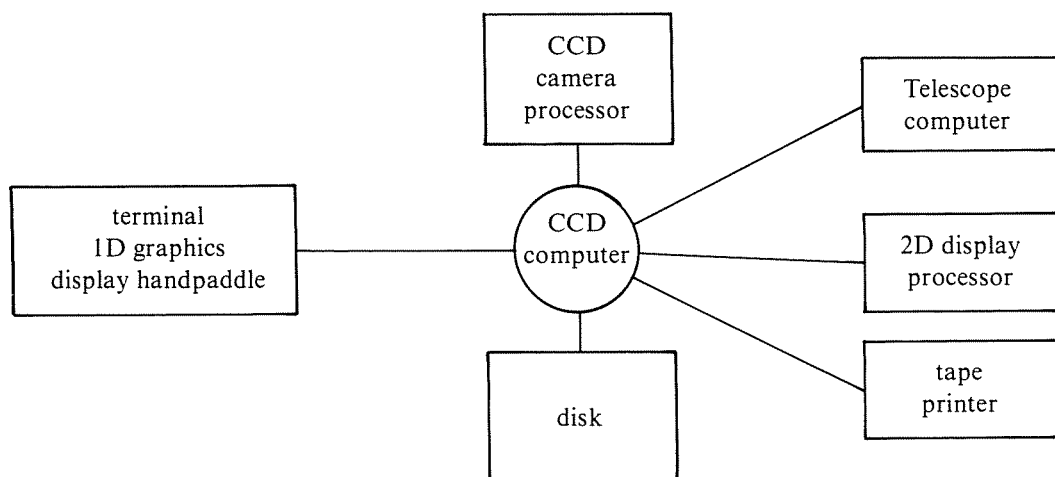 CCD
camera
processor
Telescope
computer
terminal
1D graphics
display handpaddle
CCD
computer
2D display
processor
tape
printer
disk